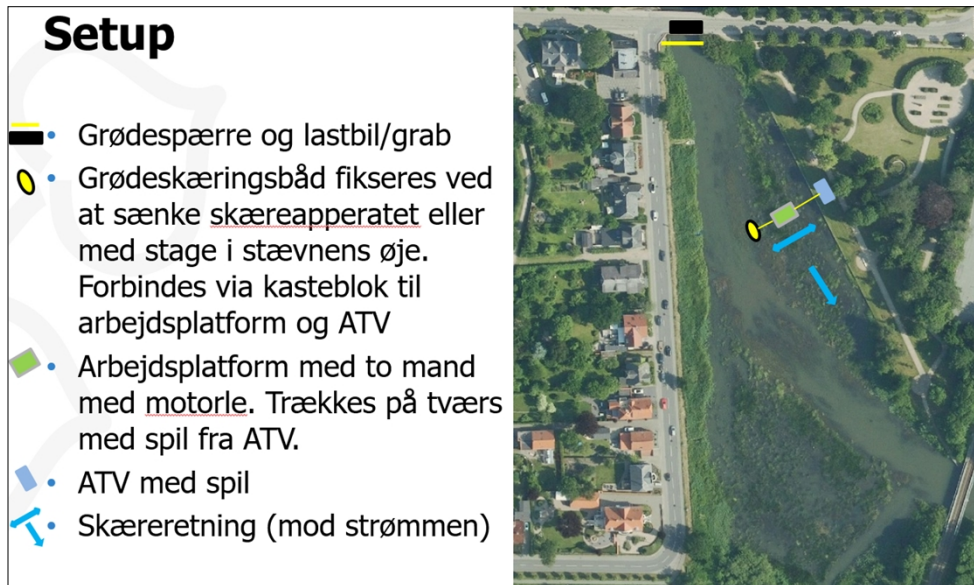 Setup
Grødespærre og lastbil/grab
Grødeskæringsbåd fikseres ved
at sænke skæreapperatet eller
med stage i stævnens øje.
Forbindes via kasteblok til
arbejdsplatform og ATV
Arbejdsplatform med to mand
med motorle. Trækkes på tværs
med spil fra ATV.
ATV med spil
Skæreretning (mod strømmen)